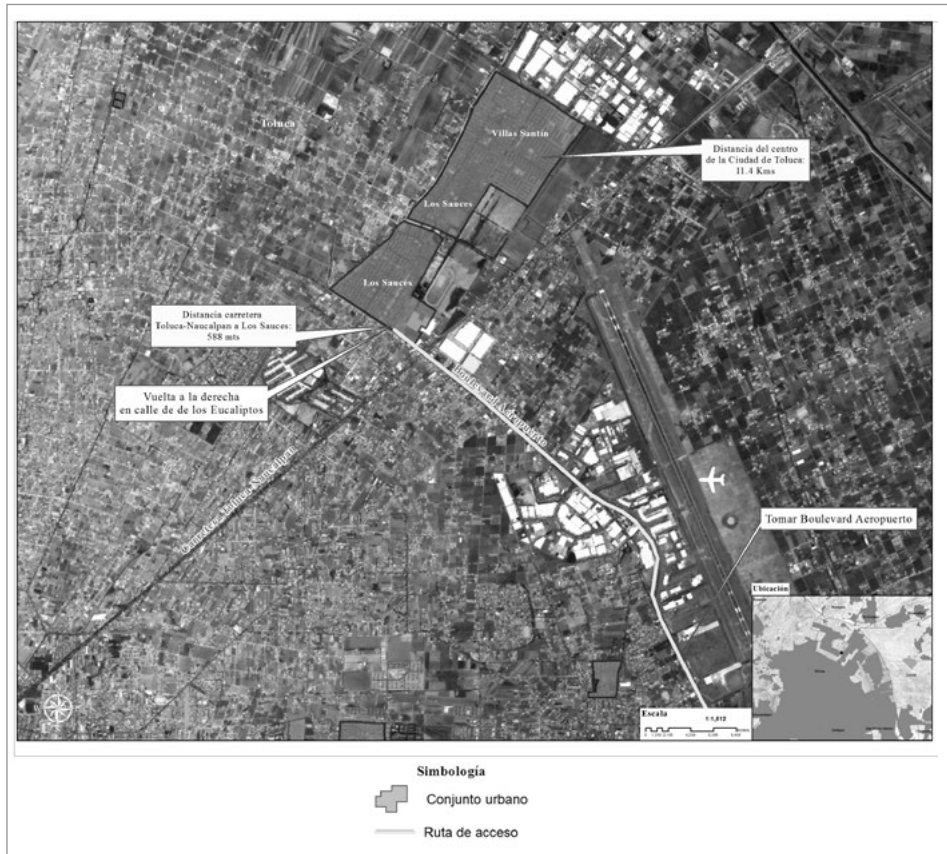 Toluca
Villas Santín
Distancia del centro
de la Ciudad de Toluca:
11.4 Kms
Los Sauces
Los Sauces
Distancia carretera
Toluca-Naucalpan a Los Sauces:
588 mts
Vuelta a la derecha
en calle de de los Eucaliptos
Boulevard Aeropuerto
Carretera Toluca Naucalpan
Tomar Boulevard Aeropuerto
Ubicación
Escala
Simbología
Conjunto urbano
Ruta de acceso